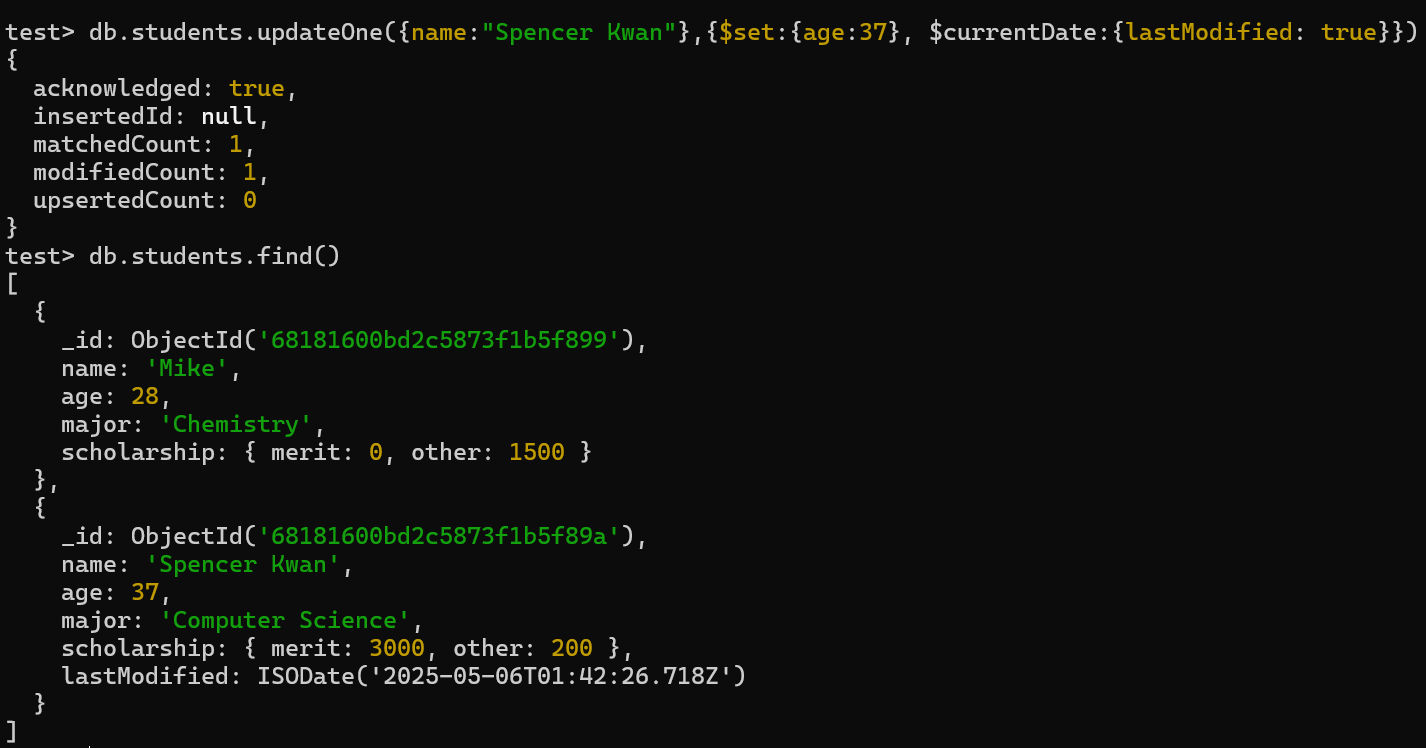 test> db.students.updateOne({name:"Spencer Kwan"},{$set:{age:37}, $currentDate:{lastModified: true}})
{
  acknowledged: true,
  insertedId: null,
  matchedCount: 1,
  modifiedCount: 1,
  upsertedCount: 0
}
test> db.students.find()
[
  {
    _id: ObjectId('68181600bd2c5873f1b5f899'),
    name: 'Mike',
    age: 28,
    major: 'Chemistry',
    scholarship: { merit: 0, other: 1500 }
  },
  {
    _id: ObjectId('68181600bd2c5873f1b5f89a'),
    name: 'Spencer Kwan',
    age: 37,
    major: 'Computer Science',
    scholarship: { merit: 3000, other: 200 },
    lastModified: ISODate('2025-05-06T01:42:26.718Z')
  }
]